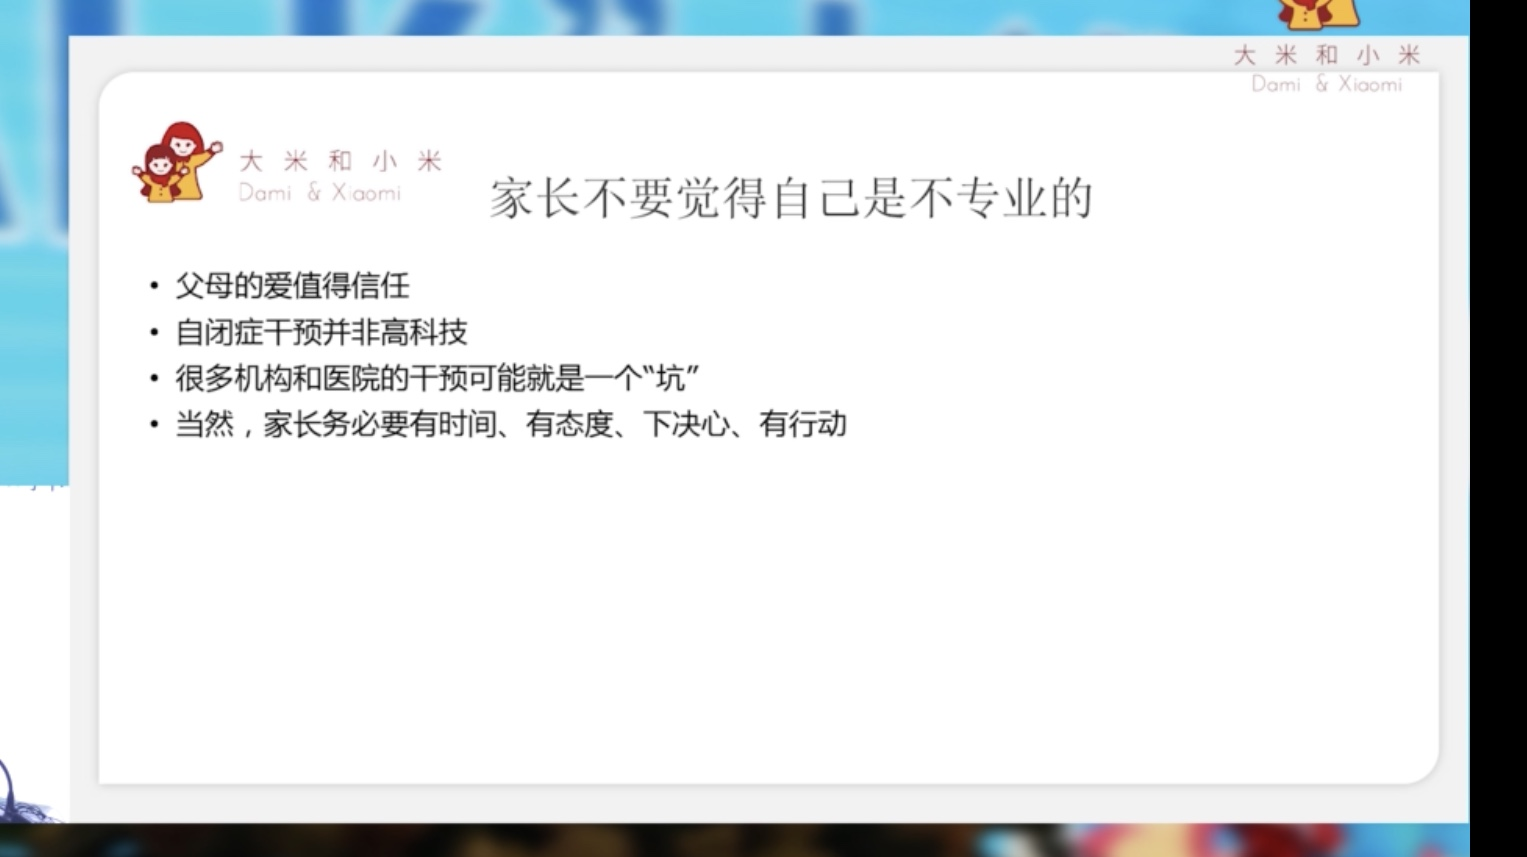 大米和小米
Dami & Xiaomi
大米和小米
Dami & Xiaomi
家长不要觉得自己是不专业的
• 父母的爱值得信任
• 自闭症干预并非高科技
• 很多机构和医院的干预可能就是一个“坑”
• 当然，家长务必要有时间、有态度、下决心、有行动